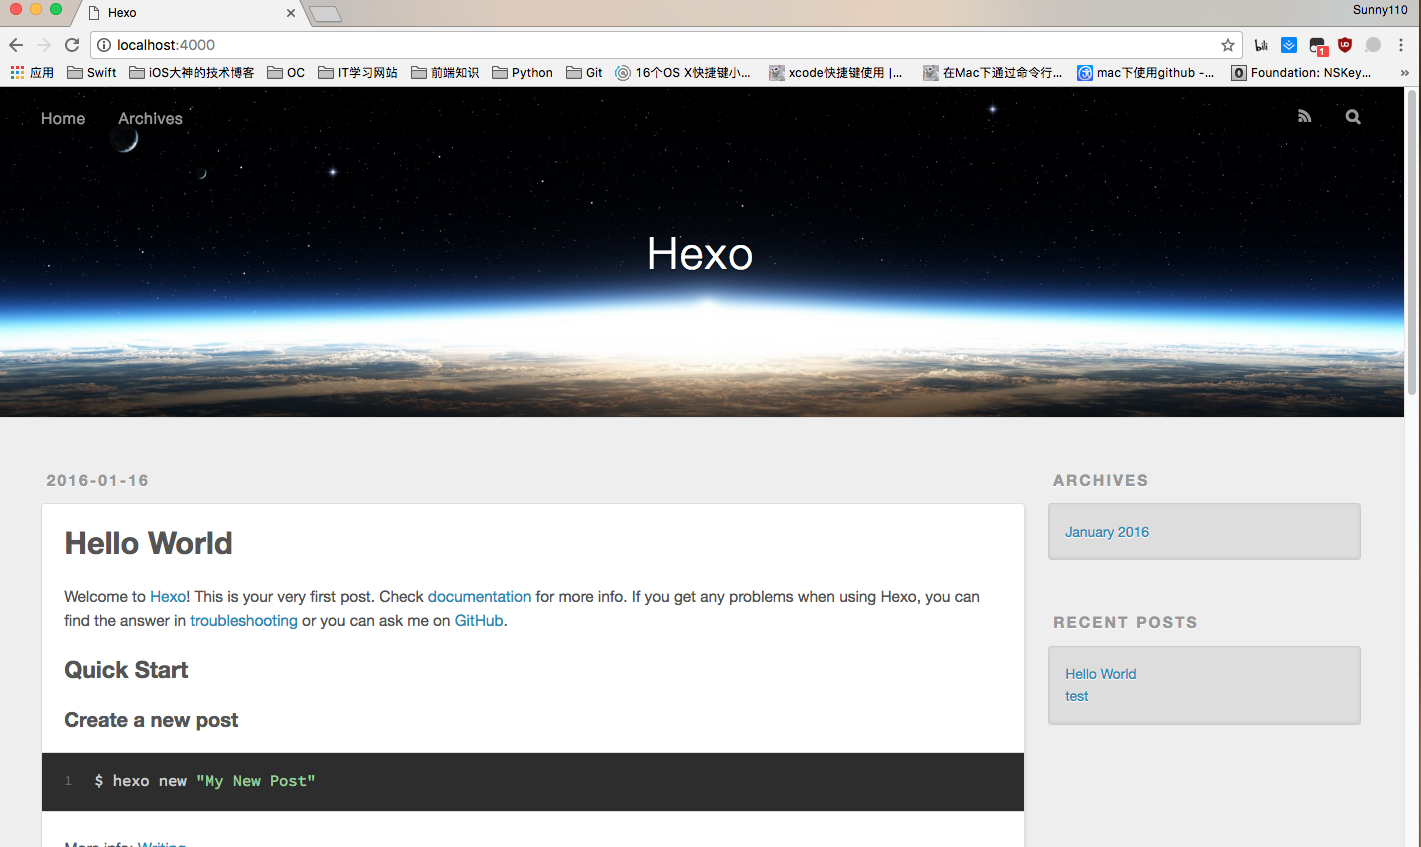 Hexo
Sunny110
localhost:4000
应用 Swift iOS大神的技术博客 OC IT学习网站 前端知识 Python Git 16个OS X快捷键小... xcode快捷键使用 |... 在Mac下通过命令行... mac下使用github -... Foundation: NSKey... »
Home Archives
Hexo
2016-01-16
Hello World
Welcome to Hexo! This is your very first post. Check documentation for more info. If you get any problems when using Hexo, you can
find the answer in troubleshooting or you can ask me on GitHub.
Quick Start
Create a new post
1 $ hexo new "My New Post"
More info: Writing
ARCHIVES
January 2016
RECENT POSTS
Hello World
test